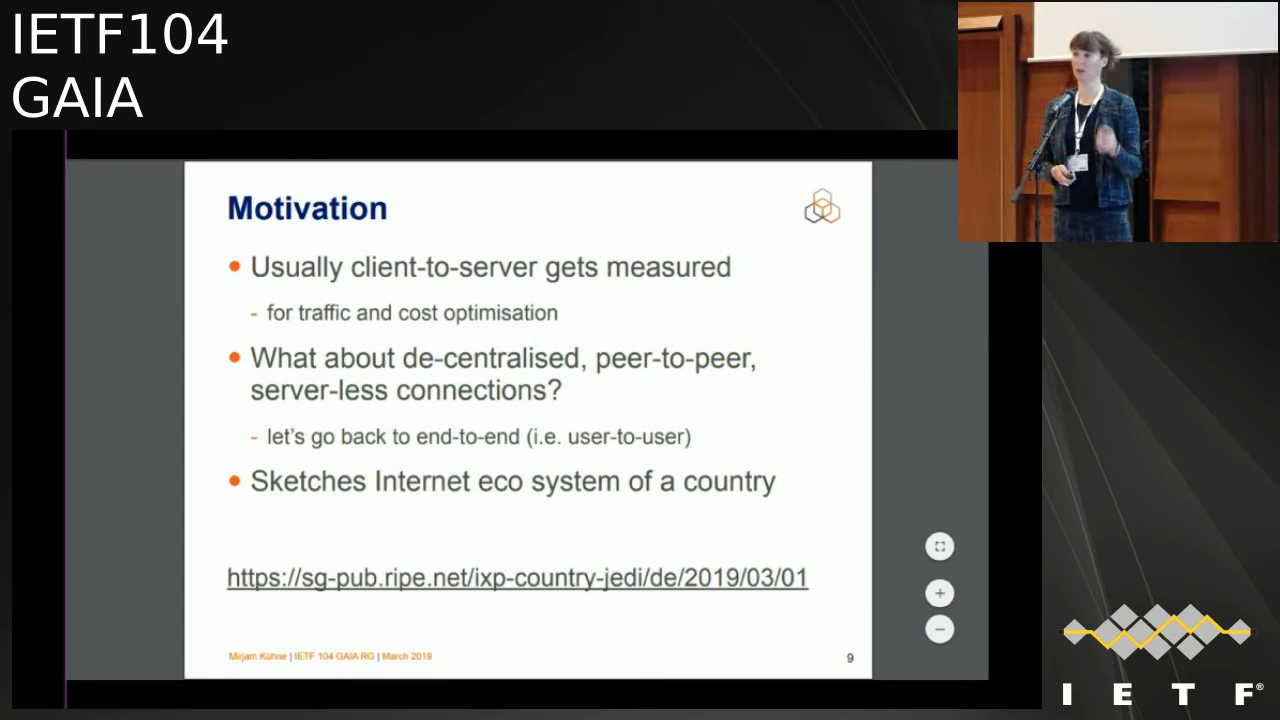 IETF104
GAIA
Motivation
• Usually client-to-server gets measured
- for traffic and cost optimisation
• What about de-centralised, peer-to-peer,
server-less connections?
- let's go back to end-to-end (i.e. user-to-user)
• Sketches Internet eco system of a country
https://sg-pub.ripe.net/ixp-country-jedi/de/2019/03/01
Mirjam Kühne | IETF 104 GAIA RG | March 2019
9
I E T F®